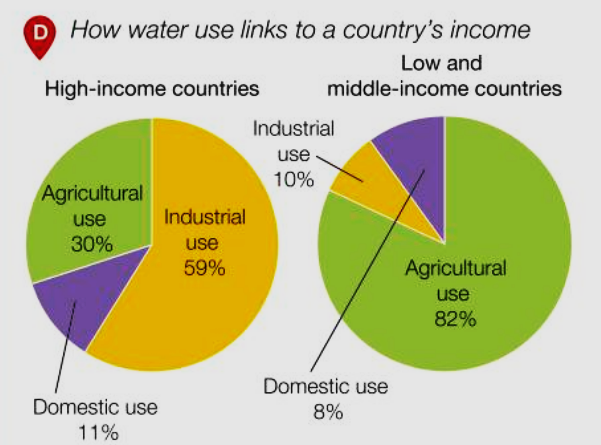 D
How water use links to a country's income
High-income countries
Agricultural
use
30%
Industrial
use
59%
Domestic use
11%
Low and
middle-income countries
Industrial
use
10%
Agricultural
use
82%
Domestic use
8%